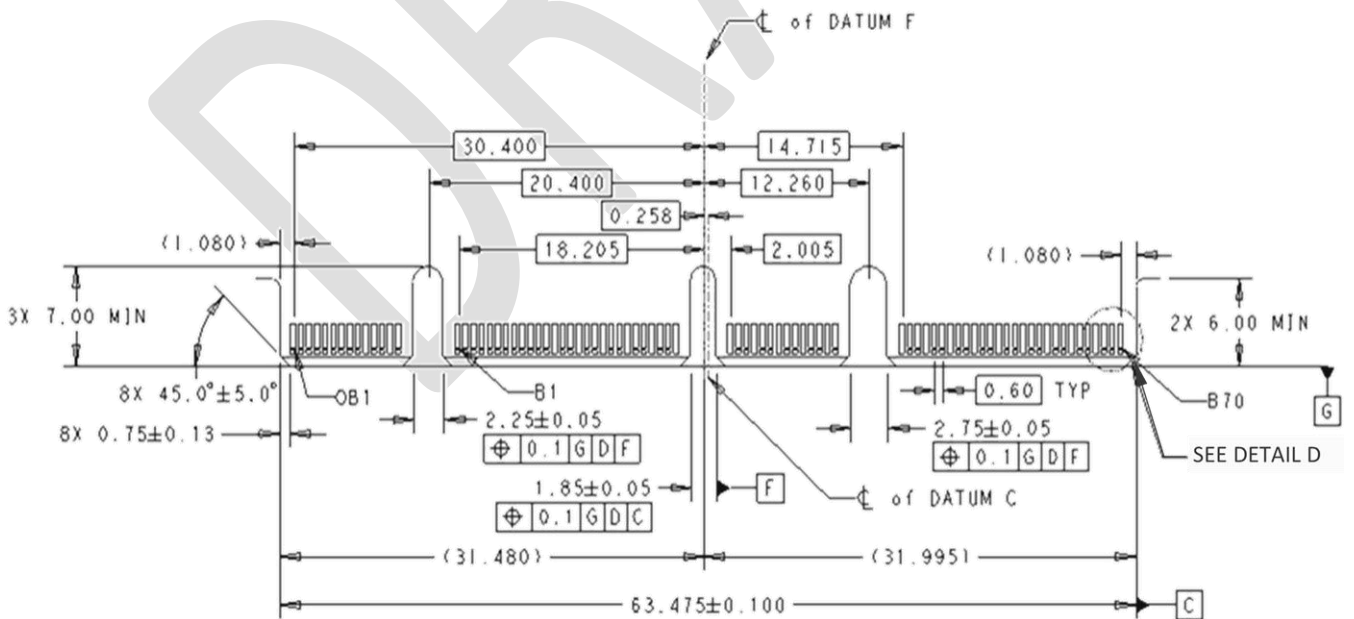 ℄ of DATUM F
30.400
14.715
20.400
12.260
0.258
(1.080)
18.205
2.005
(1.080)
3X 7.00 MIN
2X 6.00 MIN
8X 45.0°±5.0°
OB1
B1
0.60 TYP
B70
G
8X 0.75±0.13
2.25±0.05
⌖ 0.1 G D F
2.75±0.05
⌖ 0.1 G D F
SEE DETAIL D
1.85±0.05
F
⌖ 0.1 G D C
℄ of DATUM C
(31.480)
(31.995)
63.475±0.100
C